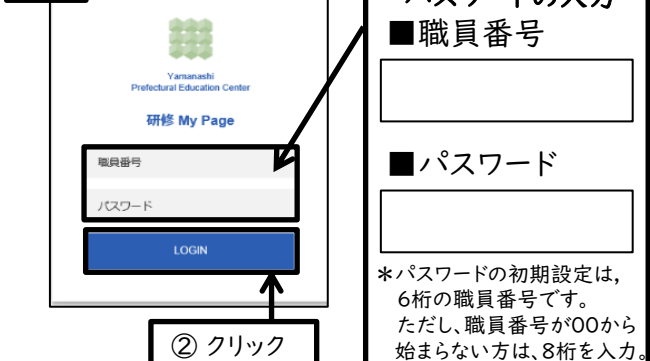 Yamanashi
Prefectural Education Center
研修 My Page
職員番号
パスワード
LOGIN
② クリック
パスワードの入力
■職員番号
■パスワード
＊パスワードの初期設定は，
6桁の職員番号です。
ただし、職員番号が00から
始まらない方は、8桁を入力。